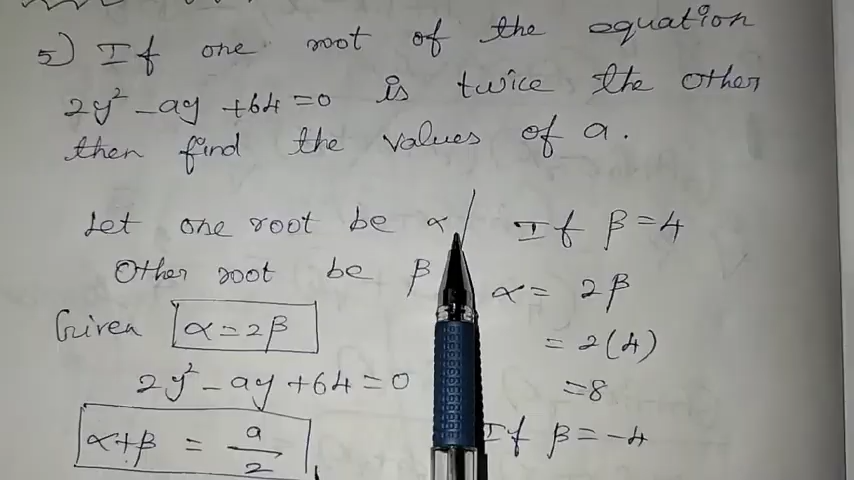 5) If one root of the equation
2y² - ay + 64 = 0 is twice the other
then find the values of a.
Let one root be α
Other root be β
Given α = 2β
2y² - ay + 64 = 0
α+β = a/2
If β = 4
α = 2β
= 2(4)
= 8
If β = -4